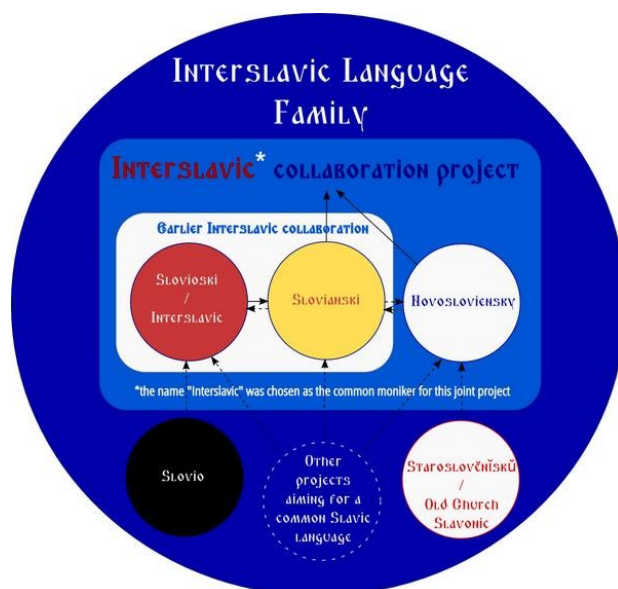 Interslavic Language
Family
Interslavic* collaboration project
Earlier Interslavic collaboration
Slovioski
/
Interslavic
Slovianski
Novosloviensky
*the name "Interslavic" was chosen as the common moniker for this joint project
Slovio
Other
projects
aiming for a
common Slavic
language
Staroslověnĭskŭ
/
Old Church
Slavonic